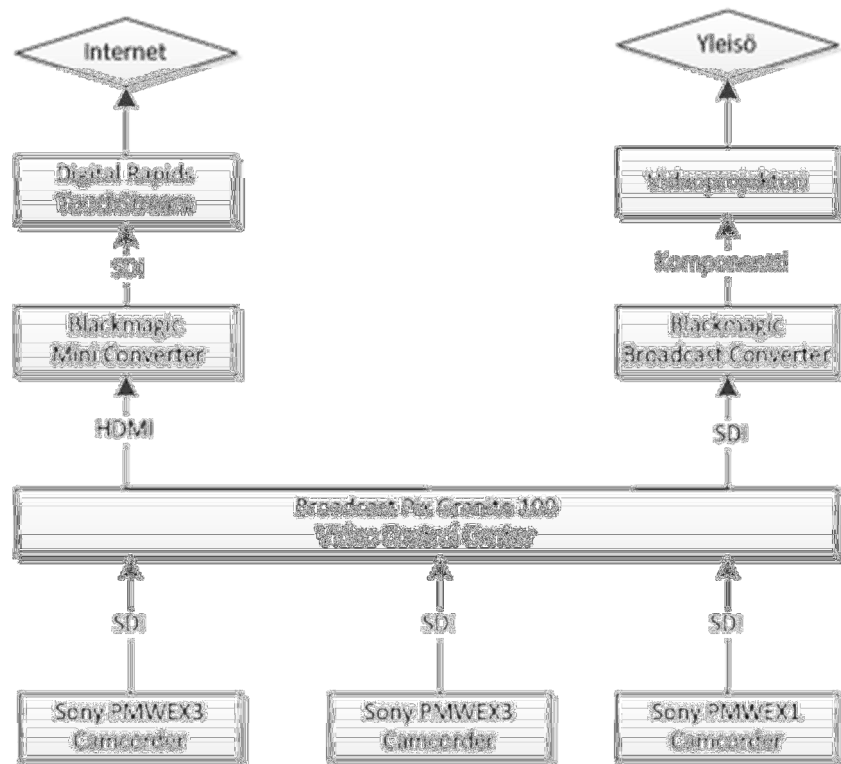 Internet
Yleisö
Digital Rapids
TouchStream
Videoprojektori
SDI
Komponentti
Blackmagic
Mini Converter
Blackmagic
Broadcast Converter
HDMI
SDI
Broadcast Pix Granite 100
Video Control Center
SDI
SDI
SDI
Sony PMWEX3
Camcorder
Sony PMWEX3
Camcorder
Sony PMWEX1
Camcorder